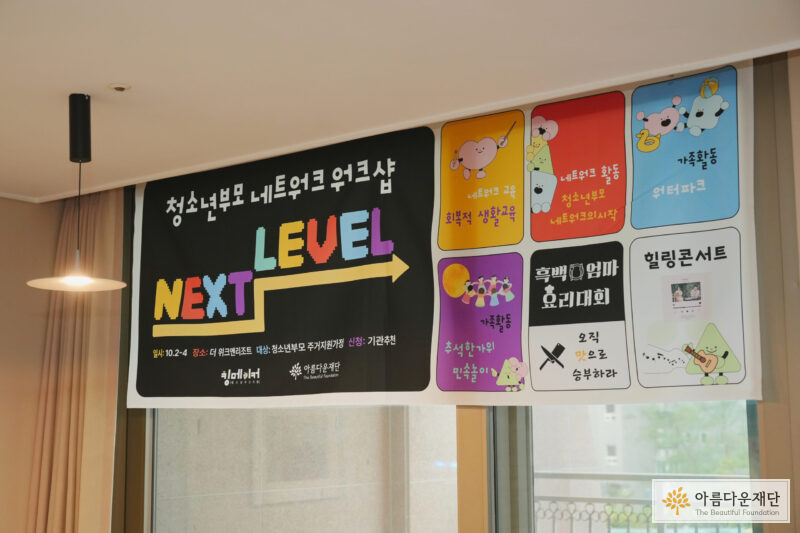 청소년부모 네트워크 워크샵
NEXT LEVEL
일시: 10.2-4 장소: 더 위크앤리조트 대상: 청소년부모 주거지원가정 신청: 기관추천
킹메이커
아름다운재단
The Beautiful Foundation
네트워크 교육
회복적 생활교육
네트워크 활동
청소년부모
네트워크의시작
가족활동
워터파크
가족활동
추석한가위
민속놀이
흑백 엄마
요리대회
오직
맛으로
승부하라
힐링콘서트
아름다운재단
The Beautiful Foundation